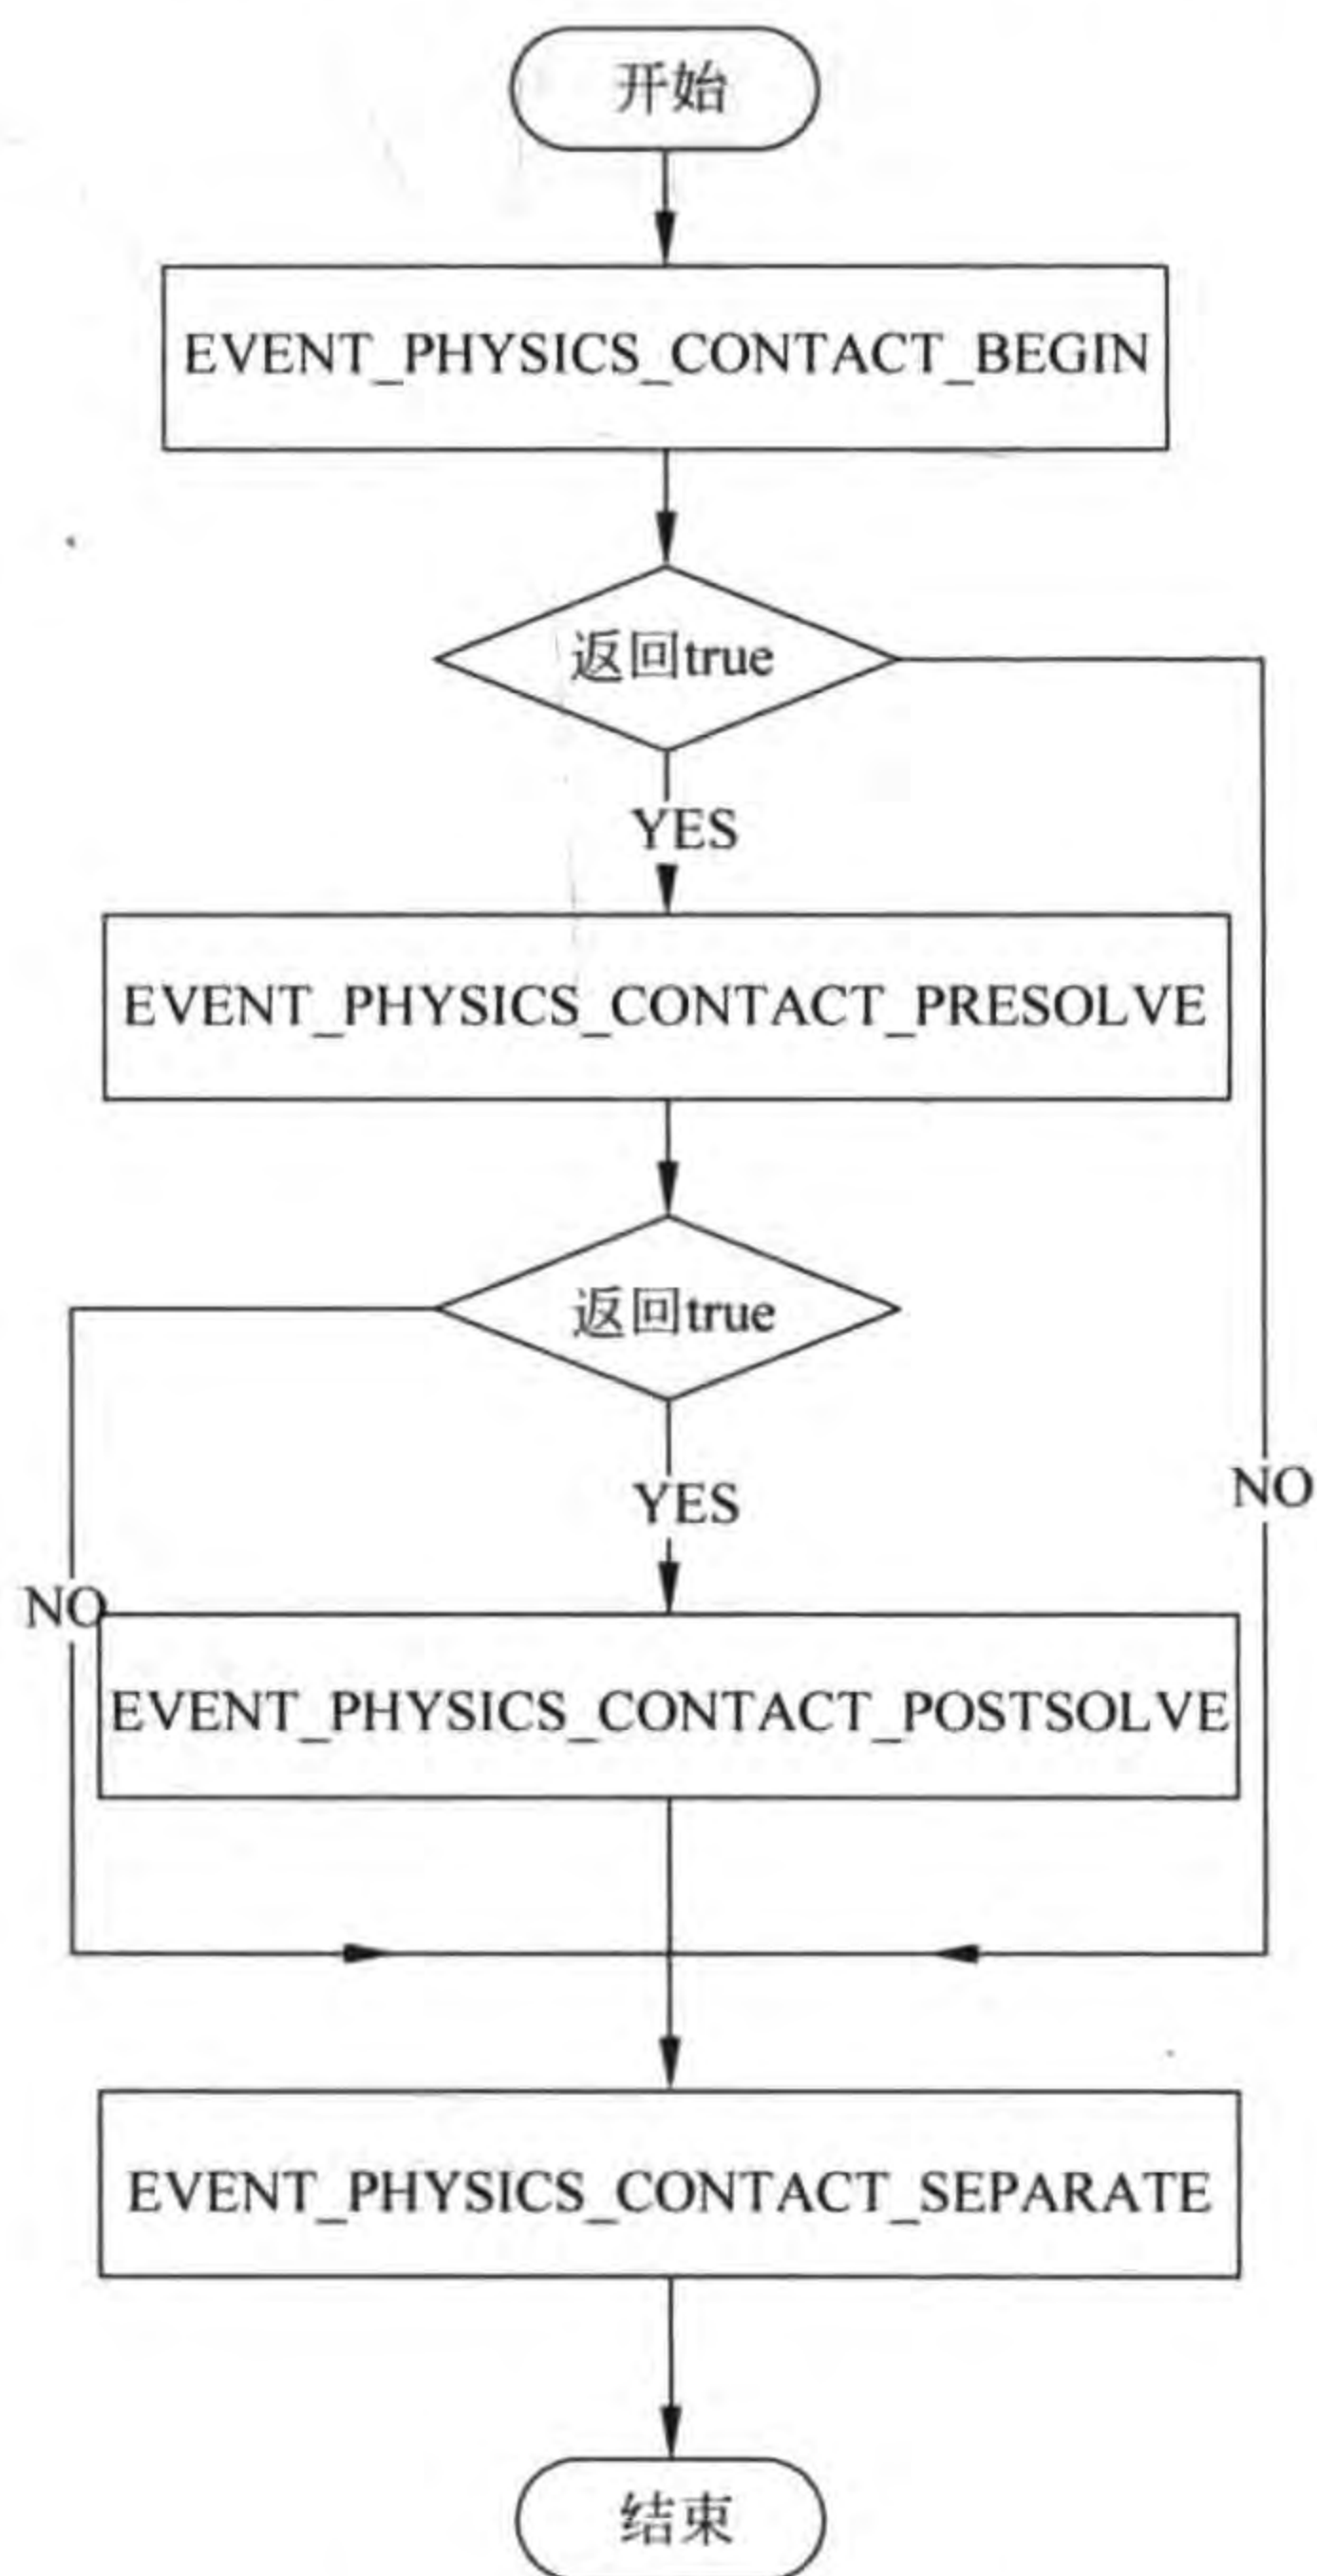 开始
EVENT_PHYSICS_CONTACT_BEGIN
返回true
YES
EVENT_PHYSICS_CONTACT_PRESOLVE
返回true
YES
NO
NO
EVENT_PHYSICS_CONTACT_POSTSOLVE
EVENT_PHYSICS_CONTACT_SEPARATE
结束